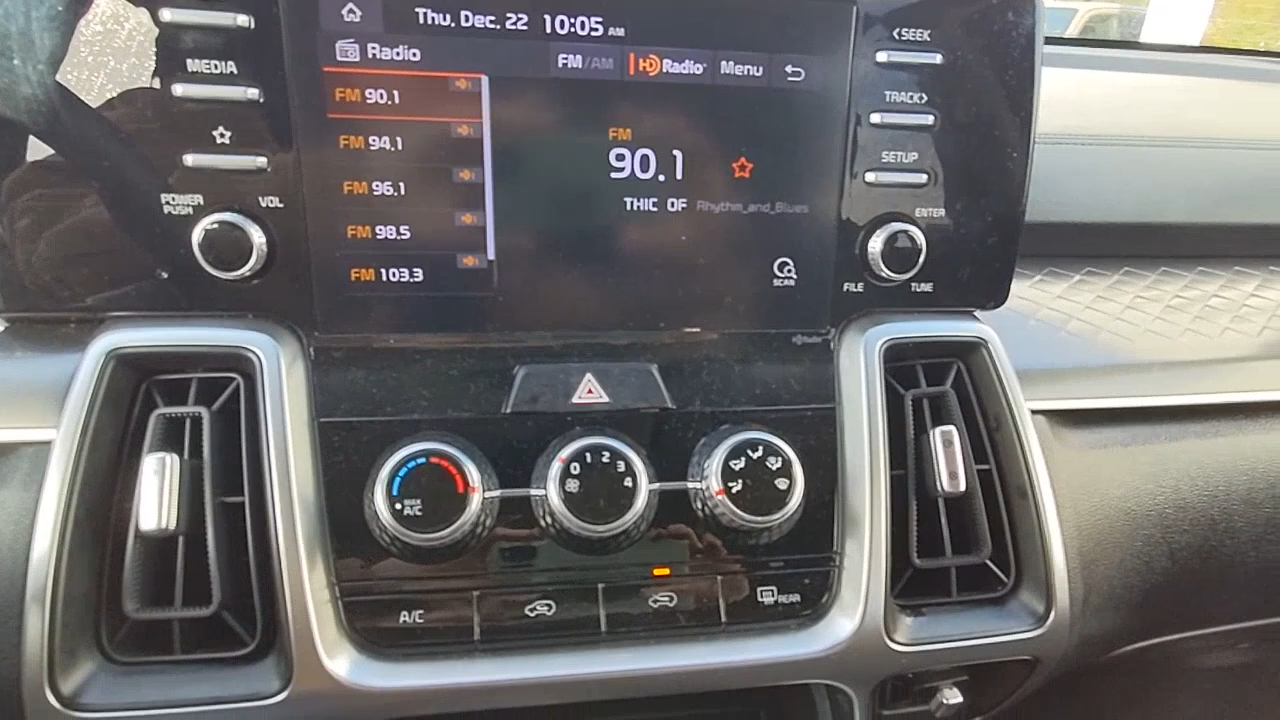 Thu, Dec. 22 10:05 AM
Radio
FM/AM HD Radio Menu
FM 90.1
FM 94.1
FM 96.1
FM 98.5
FM 103.3
FM
90.1
THIC OF Rhythm_and_Blues
SCAN
MEDIA
POWER
PUSH
VOL
< SEEK
TRACK >
SETUP
ENTER
FILE
TUNE
MAX
A/C
0 1 2 3 4
A/C
REAR